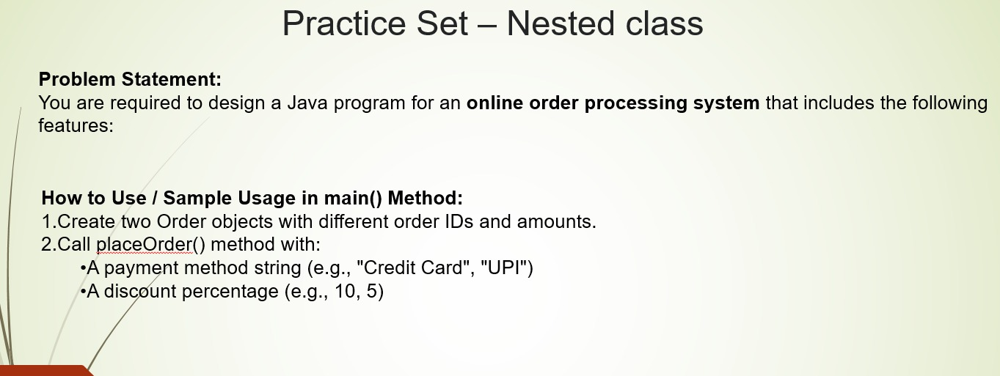 Practice Set – Nested class
Problem Statement:
You are required to design a Java program for an online order processing system that includes the following
features:
How to Use / Sample Usage in main() Method:
1.Create two Order objects with different order IDs and amounts.
2.Call placeOrder() method with:
•A payment method string (e.g., "Credit Card", "UPI")
•A discount percentage (e.g., 10, 5)